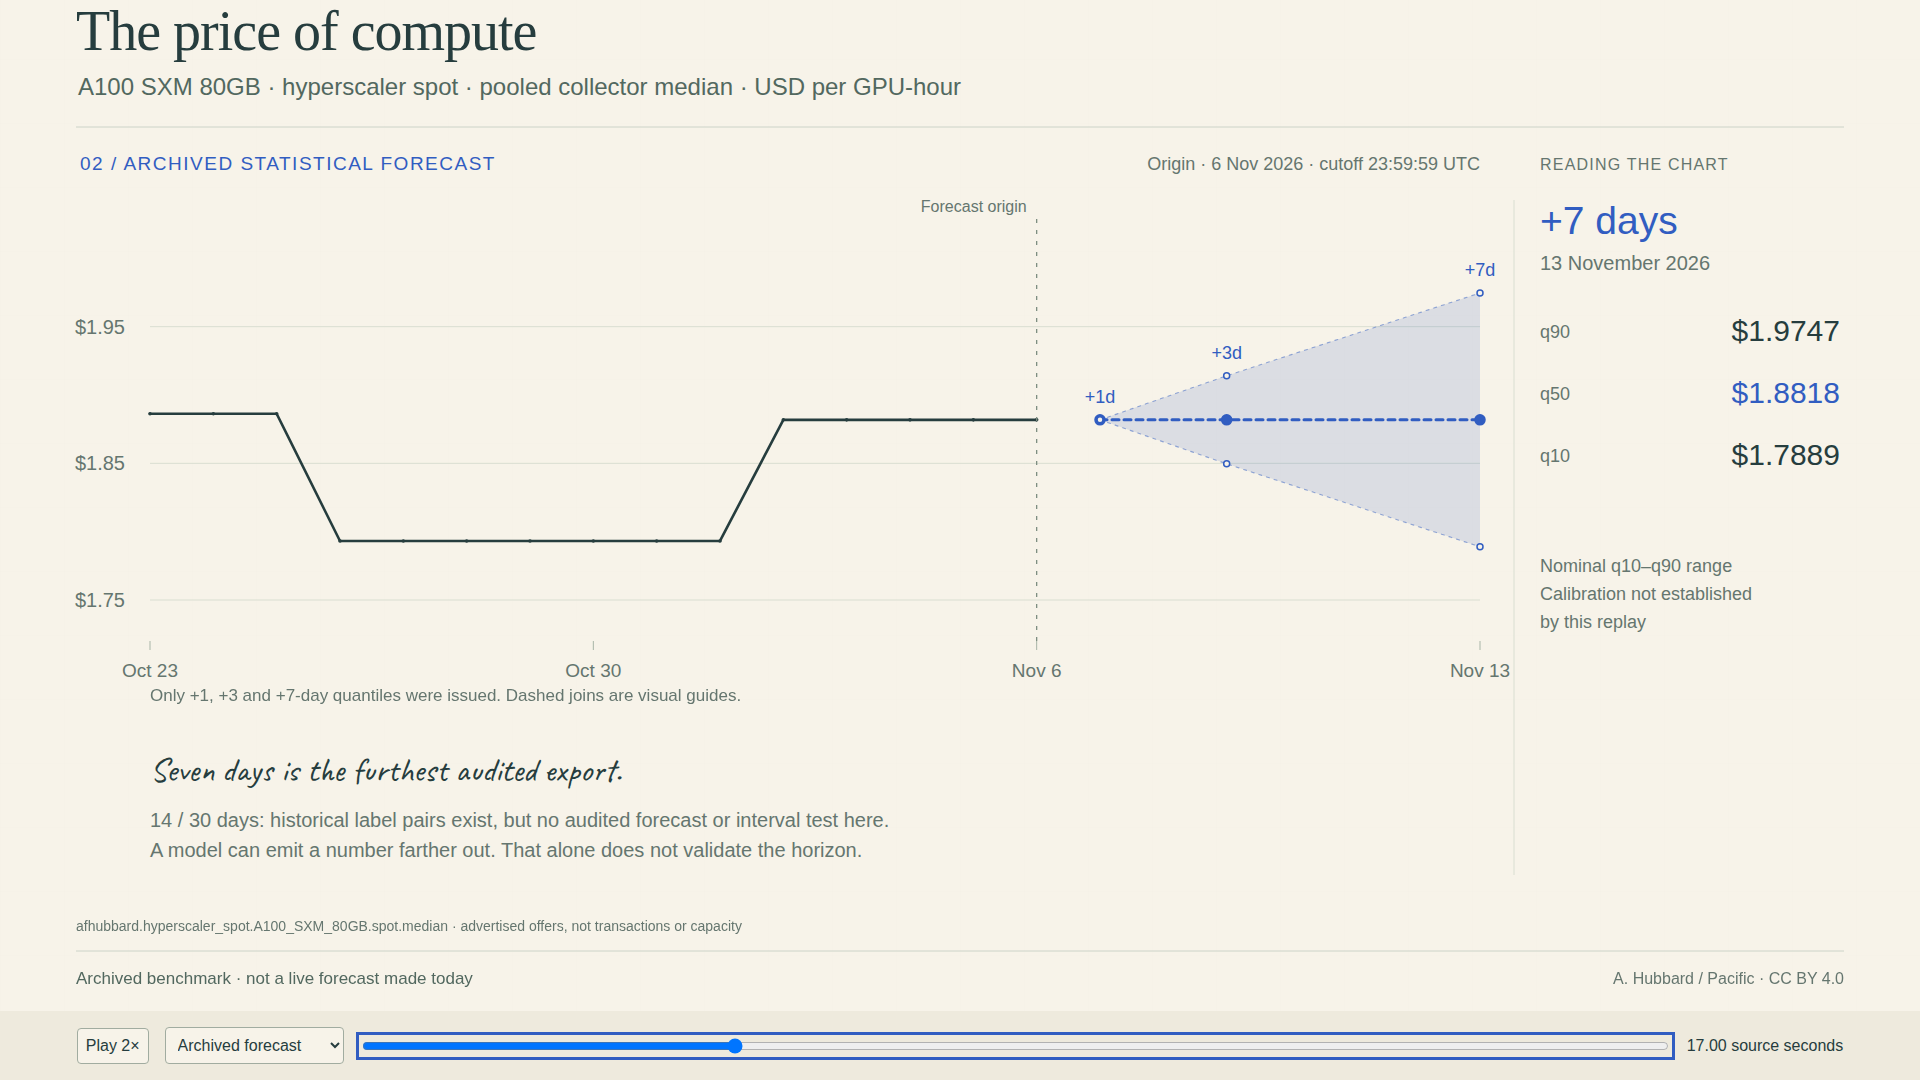 The price of compute
A100 SXM 80GB · hyperscaler spot · pooled collector median · USD per GPU-hour
02 / ARCHIVED STATISTICAL FORECAST
Origin · 6 Nov 2026 · cutoff 23:59:59 UTC
READING THE CHART
Forecast origin
+7 days
13 November 2026
+7d
$1.95
q90 $1.9747
+3d
+1d
q50 $1.8818
$1.85
q10 $1.7889
$1.75
Nominal q10–q90 range
Calibration not established
by this replay
Oct 23
Oct 30
Nov 6
Nov 13
Only +1, +3 and +7-day quantiles were issued. Dashed joins are visual guides.
Seven days is the furthest audited export.
14 / 30 days: historical label pairs exist, but no audited forecast or interval test here.
A model can emit a number farther out. That alone does not validate the horizon.
afhubbard.hyperscaler_spot.A100_SXM_80GB.spot.median · advertised offers, not transactions or capacity
Archived benchmark · not a live forecast made today
A. Hubbard / Pacific · CC BY 4.0
Play 2×
Archived forecast
17.00 source seconds